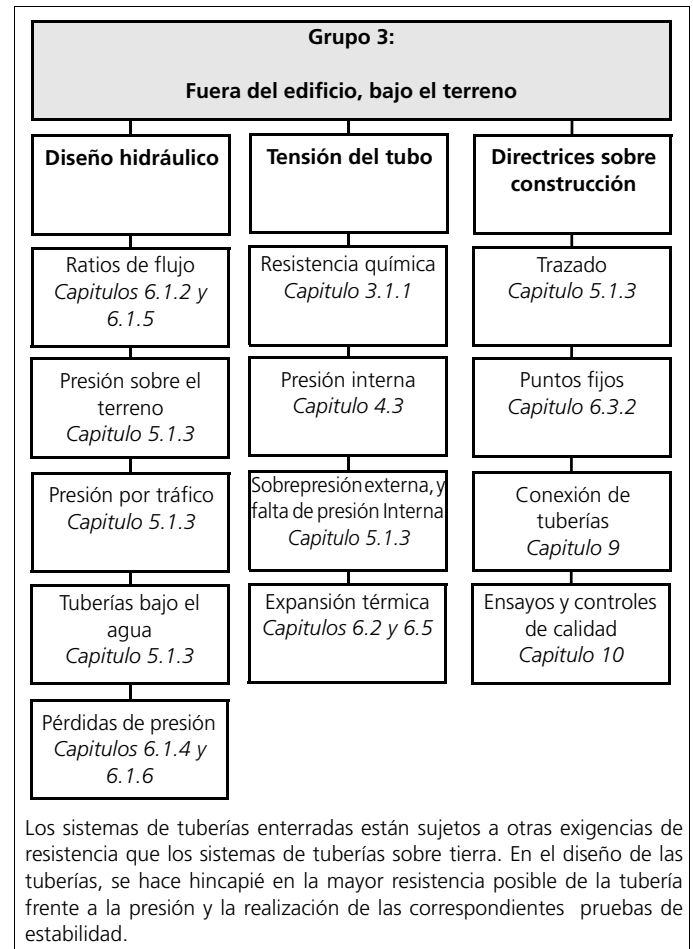 Grupo 3:
Fuera del edificio, bajo el terreno
Diseño hidráulico
Ratios de flujo
Capitulos 6.1.2 y
6.1.5
Presión sobre el
terreno
Capitulo 5.1.3
Presión por tráfico
Capitulo 5.1.3
Tuberías bajo el
agua
Capitulo 5.1.3
Pérdidas de presión
Capitulos 6.1.4 y
6.1.6
Tensión del tubo
Resistencia química
Capitulo 3.1.1
Presión interna
Capitulo 4.3
Sobrepresión externa, y
falta de presión Interna
Capitulo 5.1.3
Expansión térmica
Capitulos 6.2 y 6.5
Directrices sobre
construcción
Trazado
Capitulo 5.1.3
Puntos fijos
Capitulo 6.3.2
Conexión de
tuberías
Capitulo 9
Ensayos y controles
de calidad
Capitulo 10
Los sistemas de tuberías enterradas están sujetos a otras exigencias de
resistencia que los sistemas de tuberías sobre tierra. En el diseño de las
tuberías, se hace hincapié en la mayor resistencia posible de la tubería
frente a la presión y la realización de las correspondientes pruebas de
estabilidad.